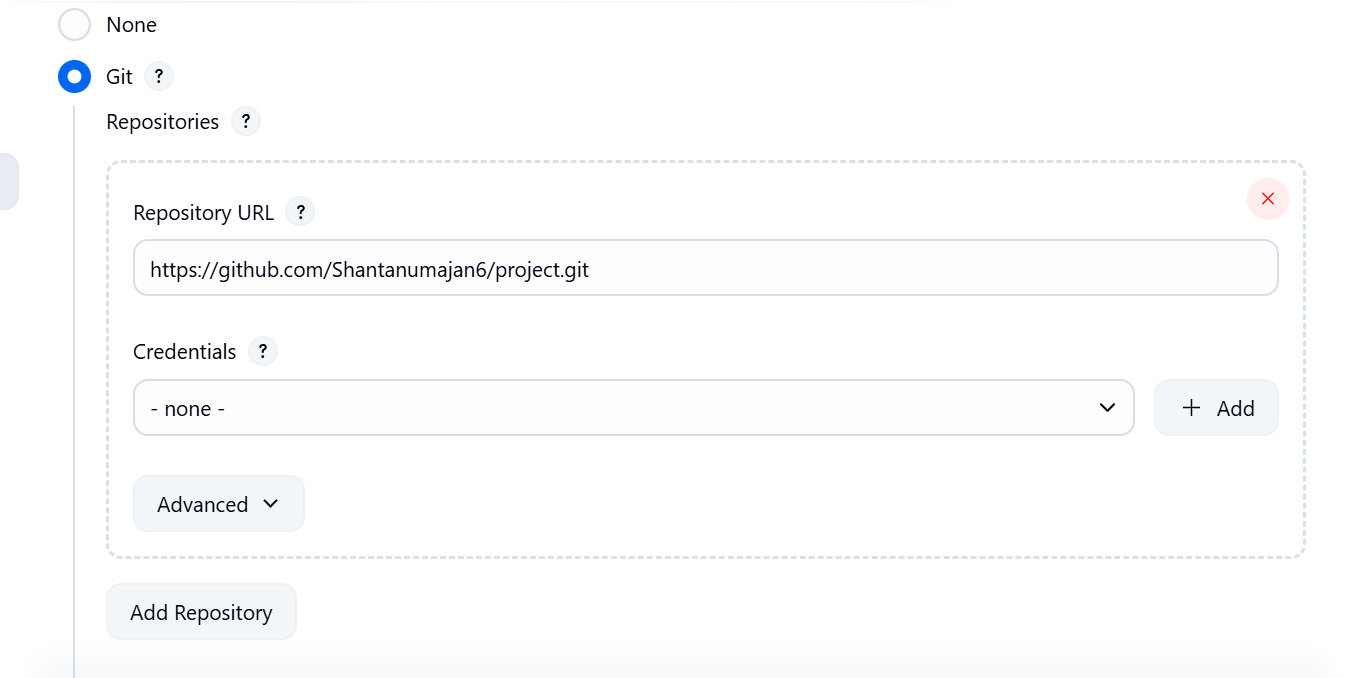 None
Git ?
Repositories ?
Repository URL ?
https://github.com/Shantanumajan6/project.git
Credentials ?
- none -
+ Add
Advanced
Add Repository